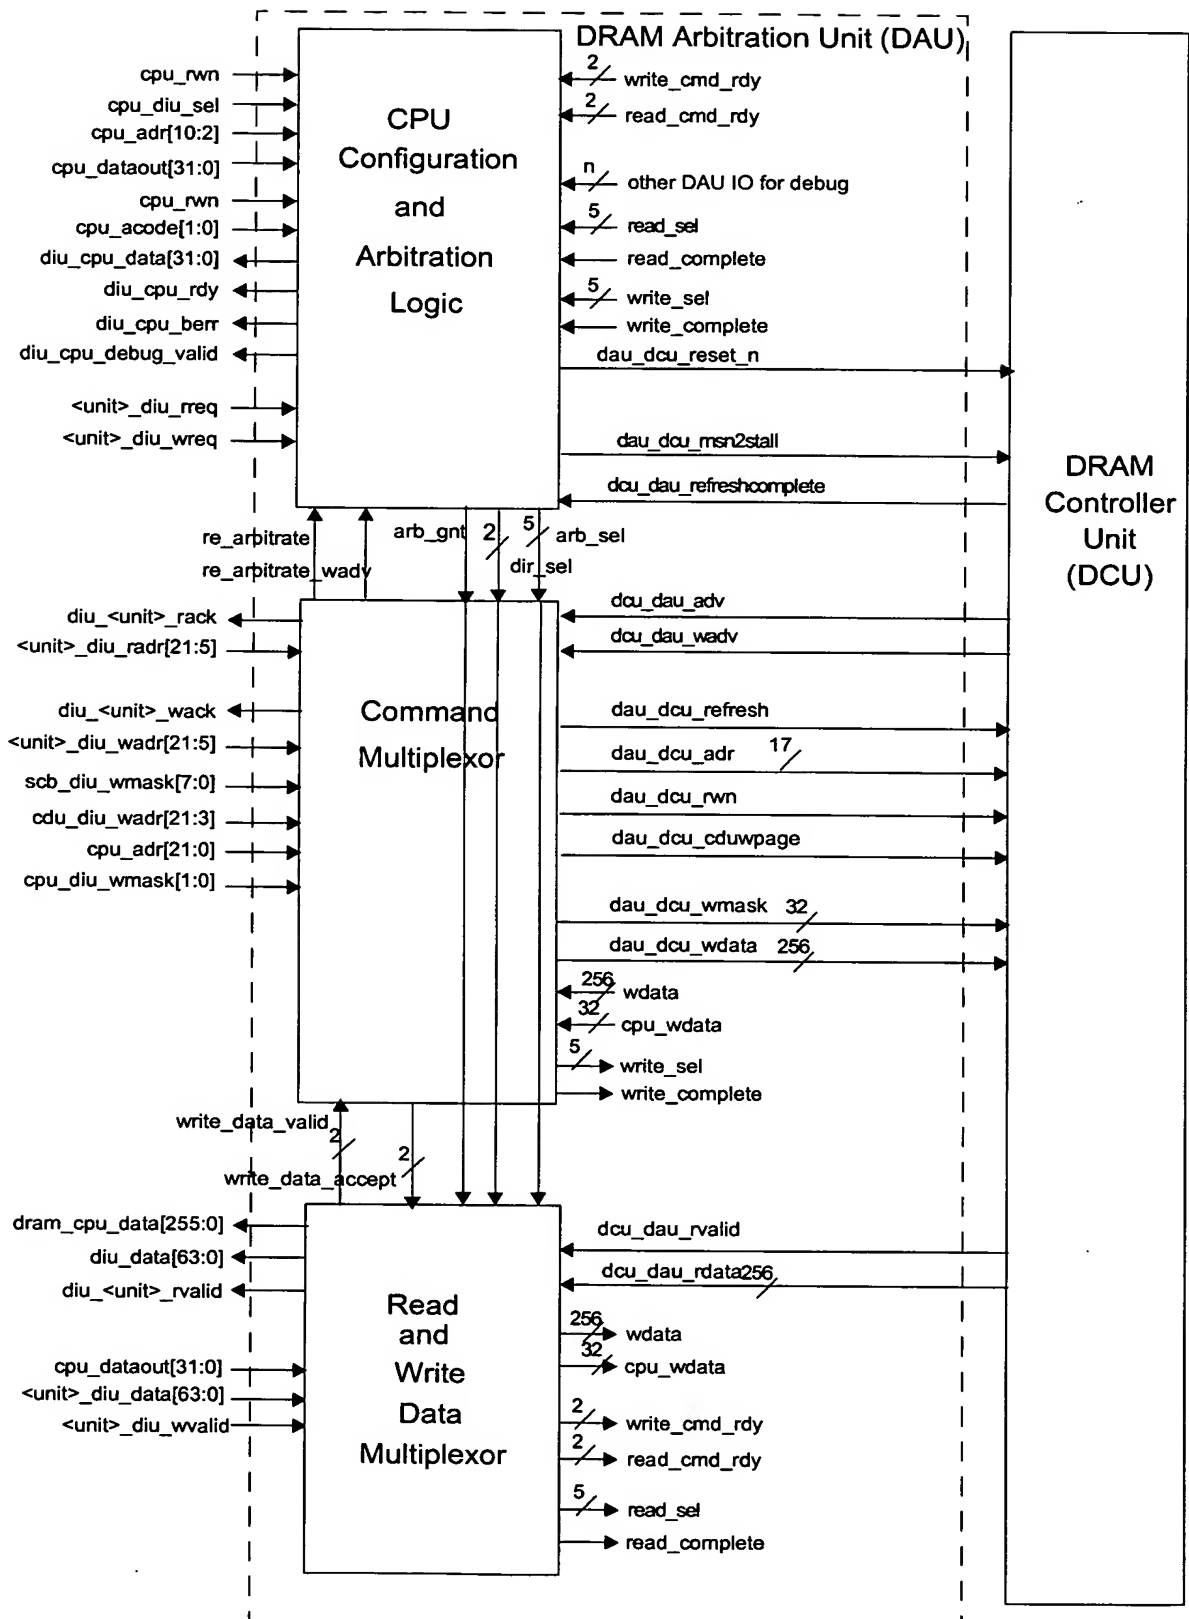 DRAM Arbitration Unit (DAU)
cpu_rwn
cpu_diu_sel
cpu_adr[10:2]
cpu_dataout[31:0]
cpu_rwn
cpu_acode[1:0]
diu_cpu_data[31:0]
diu_cpu_rdy
diu_cpu_berr
diu_cpu_debug_valid
<unit>_diu_rreq
<unit>_diu_wreq
CPU
Configuration
and
Arbitration
Logic
2
write_cmd_rdy
2
read_cmd_rdy
n
other DAU IO for debug
5
read_sel
read_complete
5
write_sel
write_complete
dau_dcu_reset_n
dau_dcu_msn2stall
dcu_dau_refreshcomplete
DRAM
Controller
Unit
(DCU)
re_arbitrate
re_arbitrate_wadv
arb_gnt
2
5
arb_sel
dir_sel
diu_<unit>_rack
<unit>_diu_radr[21:5]
diu_<unit>_wack
<unit>_diu_wadr[21:5]
scb_diu_wmask[7:0]
cdu_diu_wadr[21:3]
cpu_adr[21:0]
cpu_diu_wmask[1:0]
Command
Multiplexor
dcu_dau_adv
dcu_dau_wadv
dau_dcu_refresh
dau_dcu_adr 17
dau_dcu_rwn
dau_dcu_cduwpage
dau_dcu_wmask 32
dau_dcu_wdata 256
256
wdata
32
cpu_wdata
5
write_sel
write_complete
write_data_valid
2
write_data_accept
2
dram_cpu_data[255:0]
diu_data[63:0]
diu_<unit>_rvalid
cpu_dataout[31:0]
<unit>_diu_data[63:0]
<unit>_diu_wvalid
Read
and
Write
Data
Multiplexor
dcu_dau_rvalid
dcu_dau_rdata 256
256
wdata
32
cpu_wdata
2
write_cmd_rdy
2
read_cmd_rdy
5
read_sel
read_complete